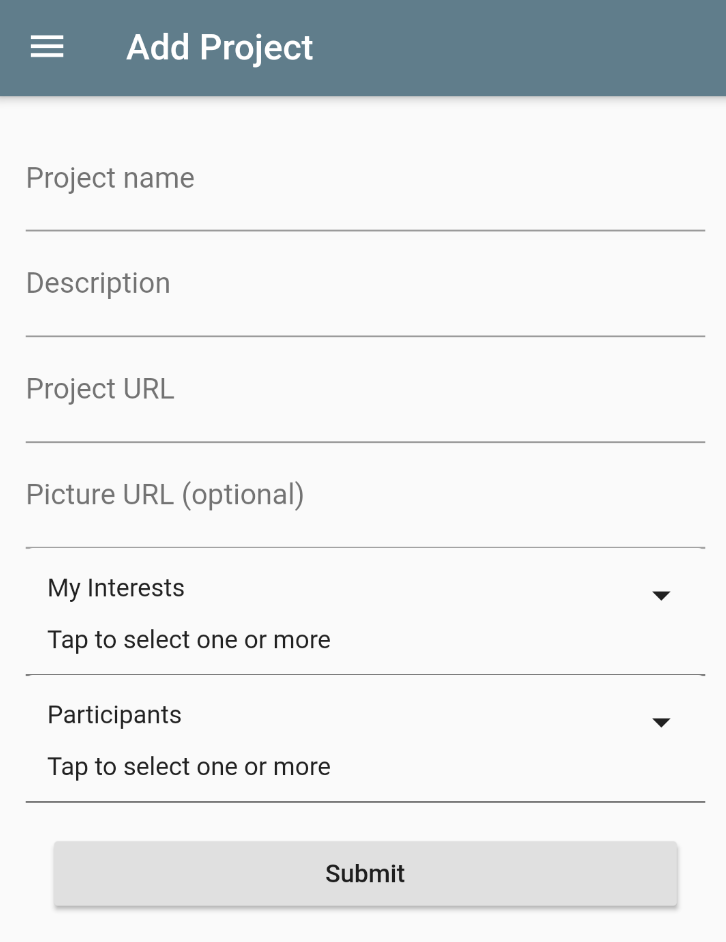 Add Project
Project name
Description
Project URL
Picture URL (optional)
My Interests
Tap to select one or more
Participants
Tap to select one or more
Submit